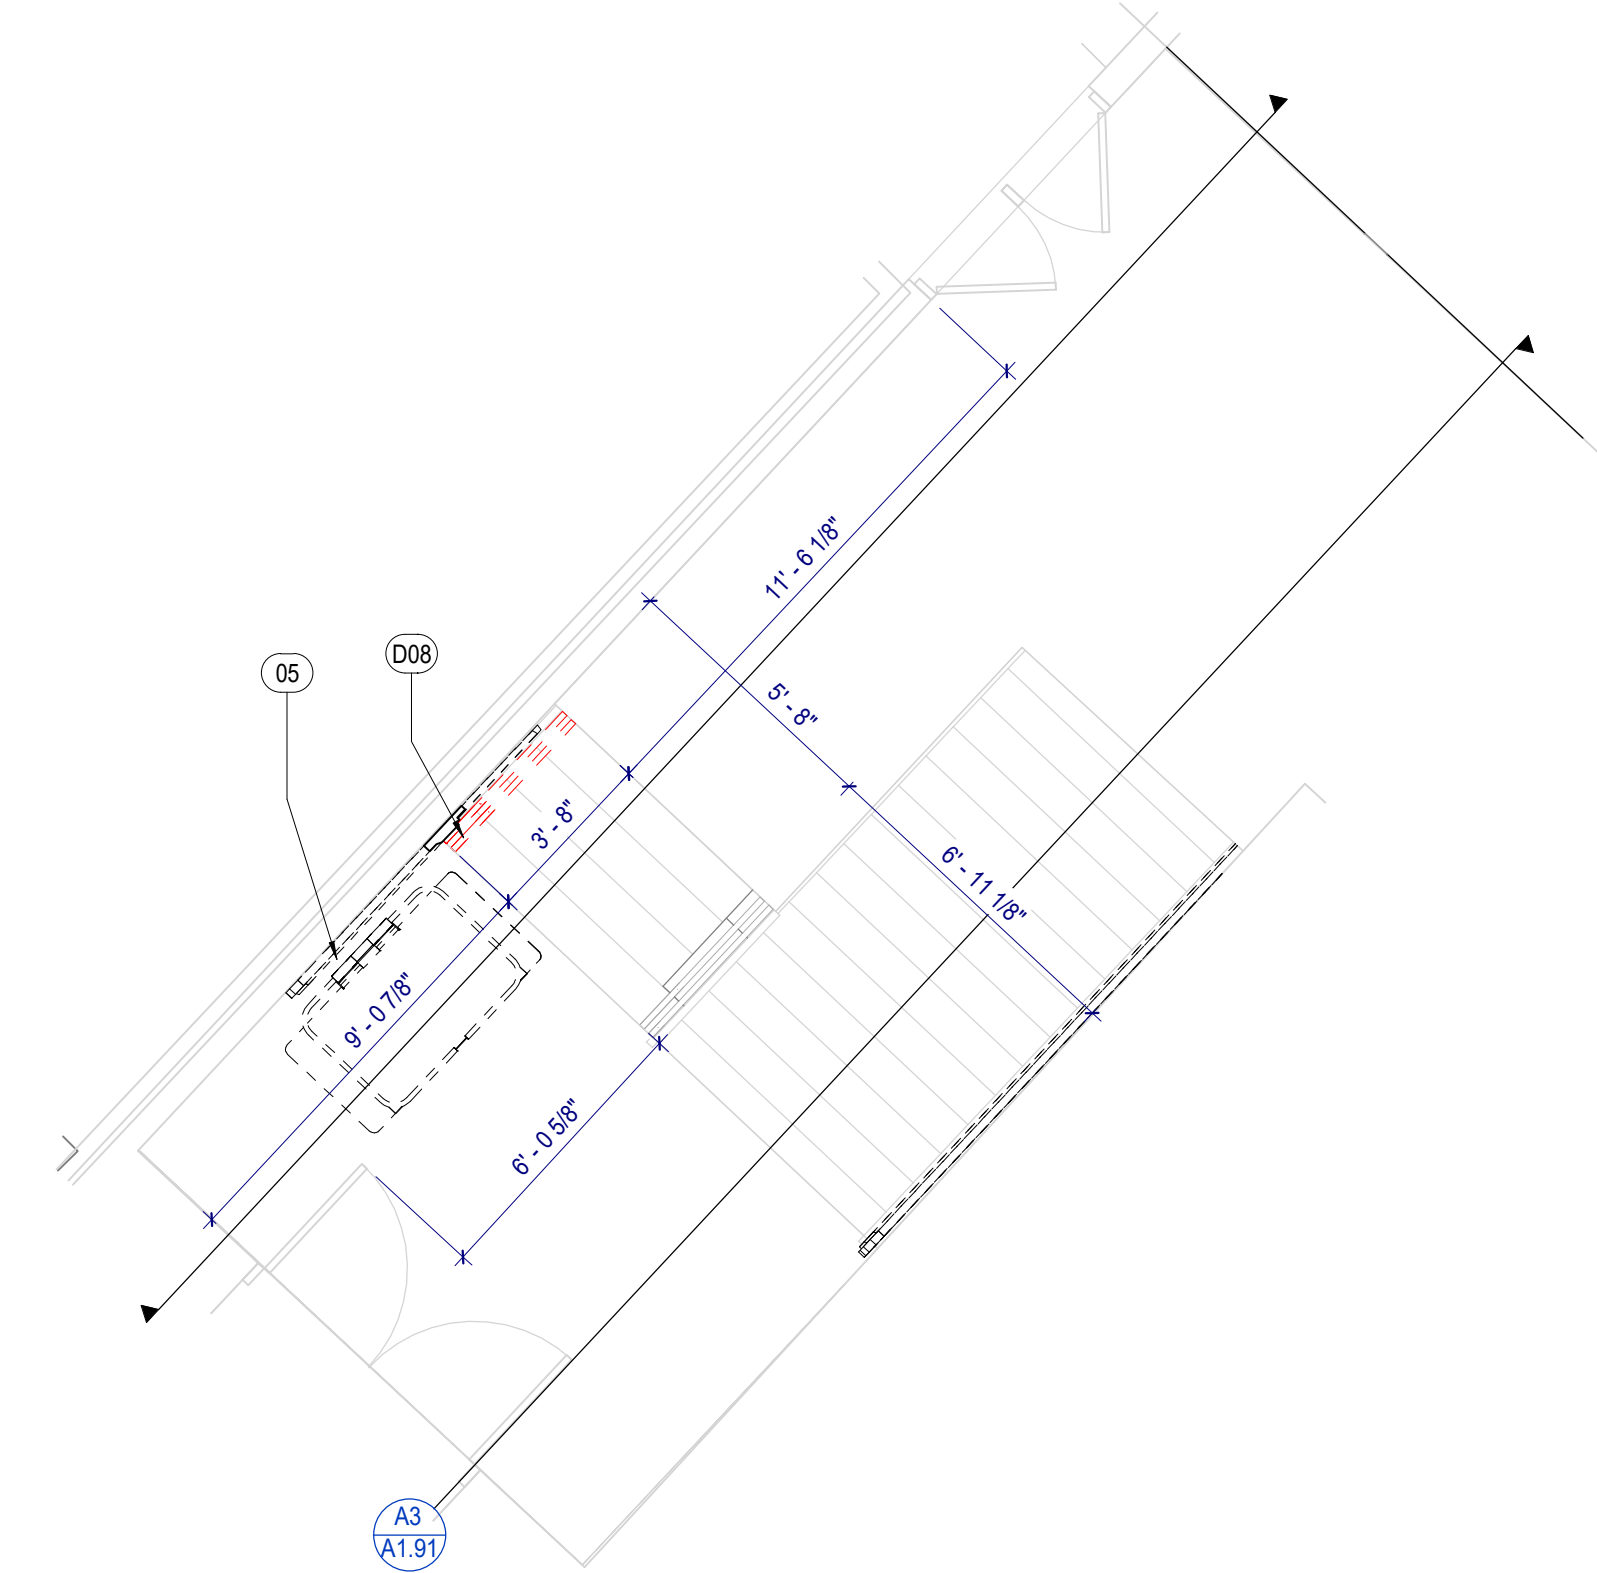 11' - 6 1/8"
05
D08
5' - 8"
3' - 8"
6' - 11 1/8"
9' - 0 7/8"
6' - 0 5/8"
A3
A1.91